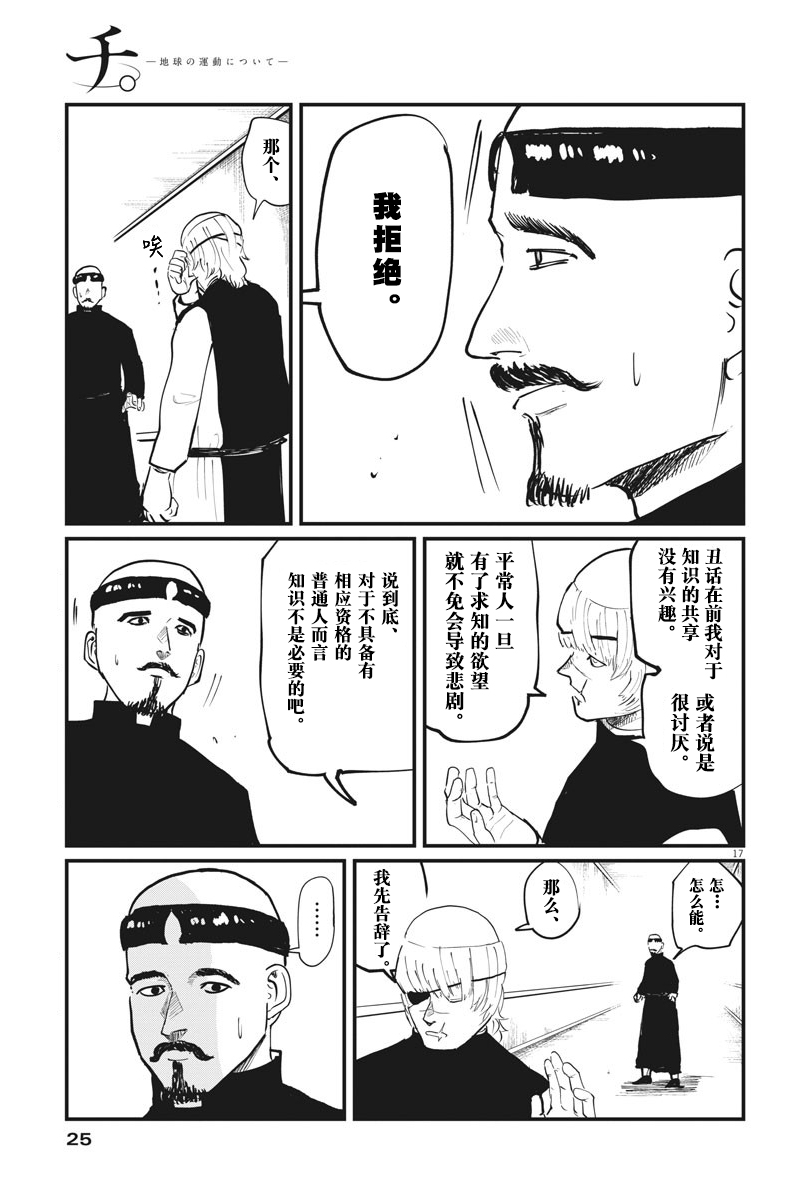 チ。
—地球の運動について—
我拒绝。
那个、
唉
丑话在前我对于
知识的共享
没有兴趣。
或者说是
很讨厌。
平常人一旦
有了求知的欲望
就不免会导致悲剧。
说到底、
对于不具备有
相应资格的
普通人而言
知识不是必要的吧。
17
怎…
怎么能。
那么、
我先告辞了。
……
25